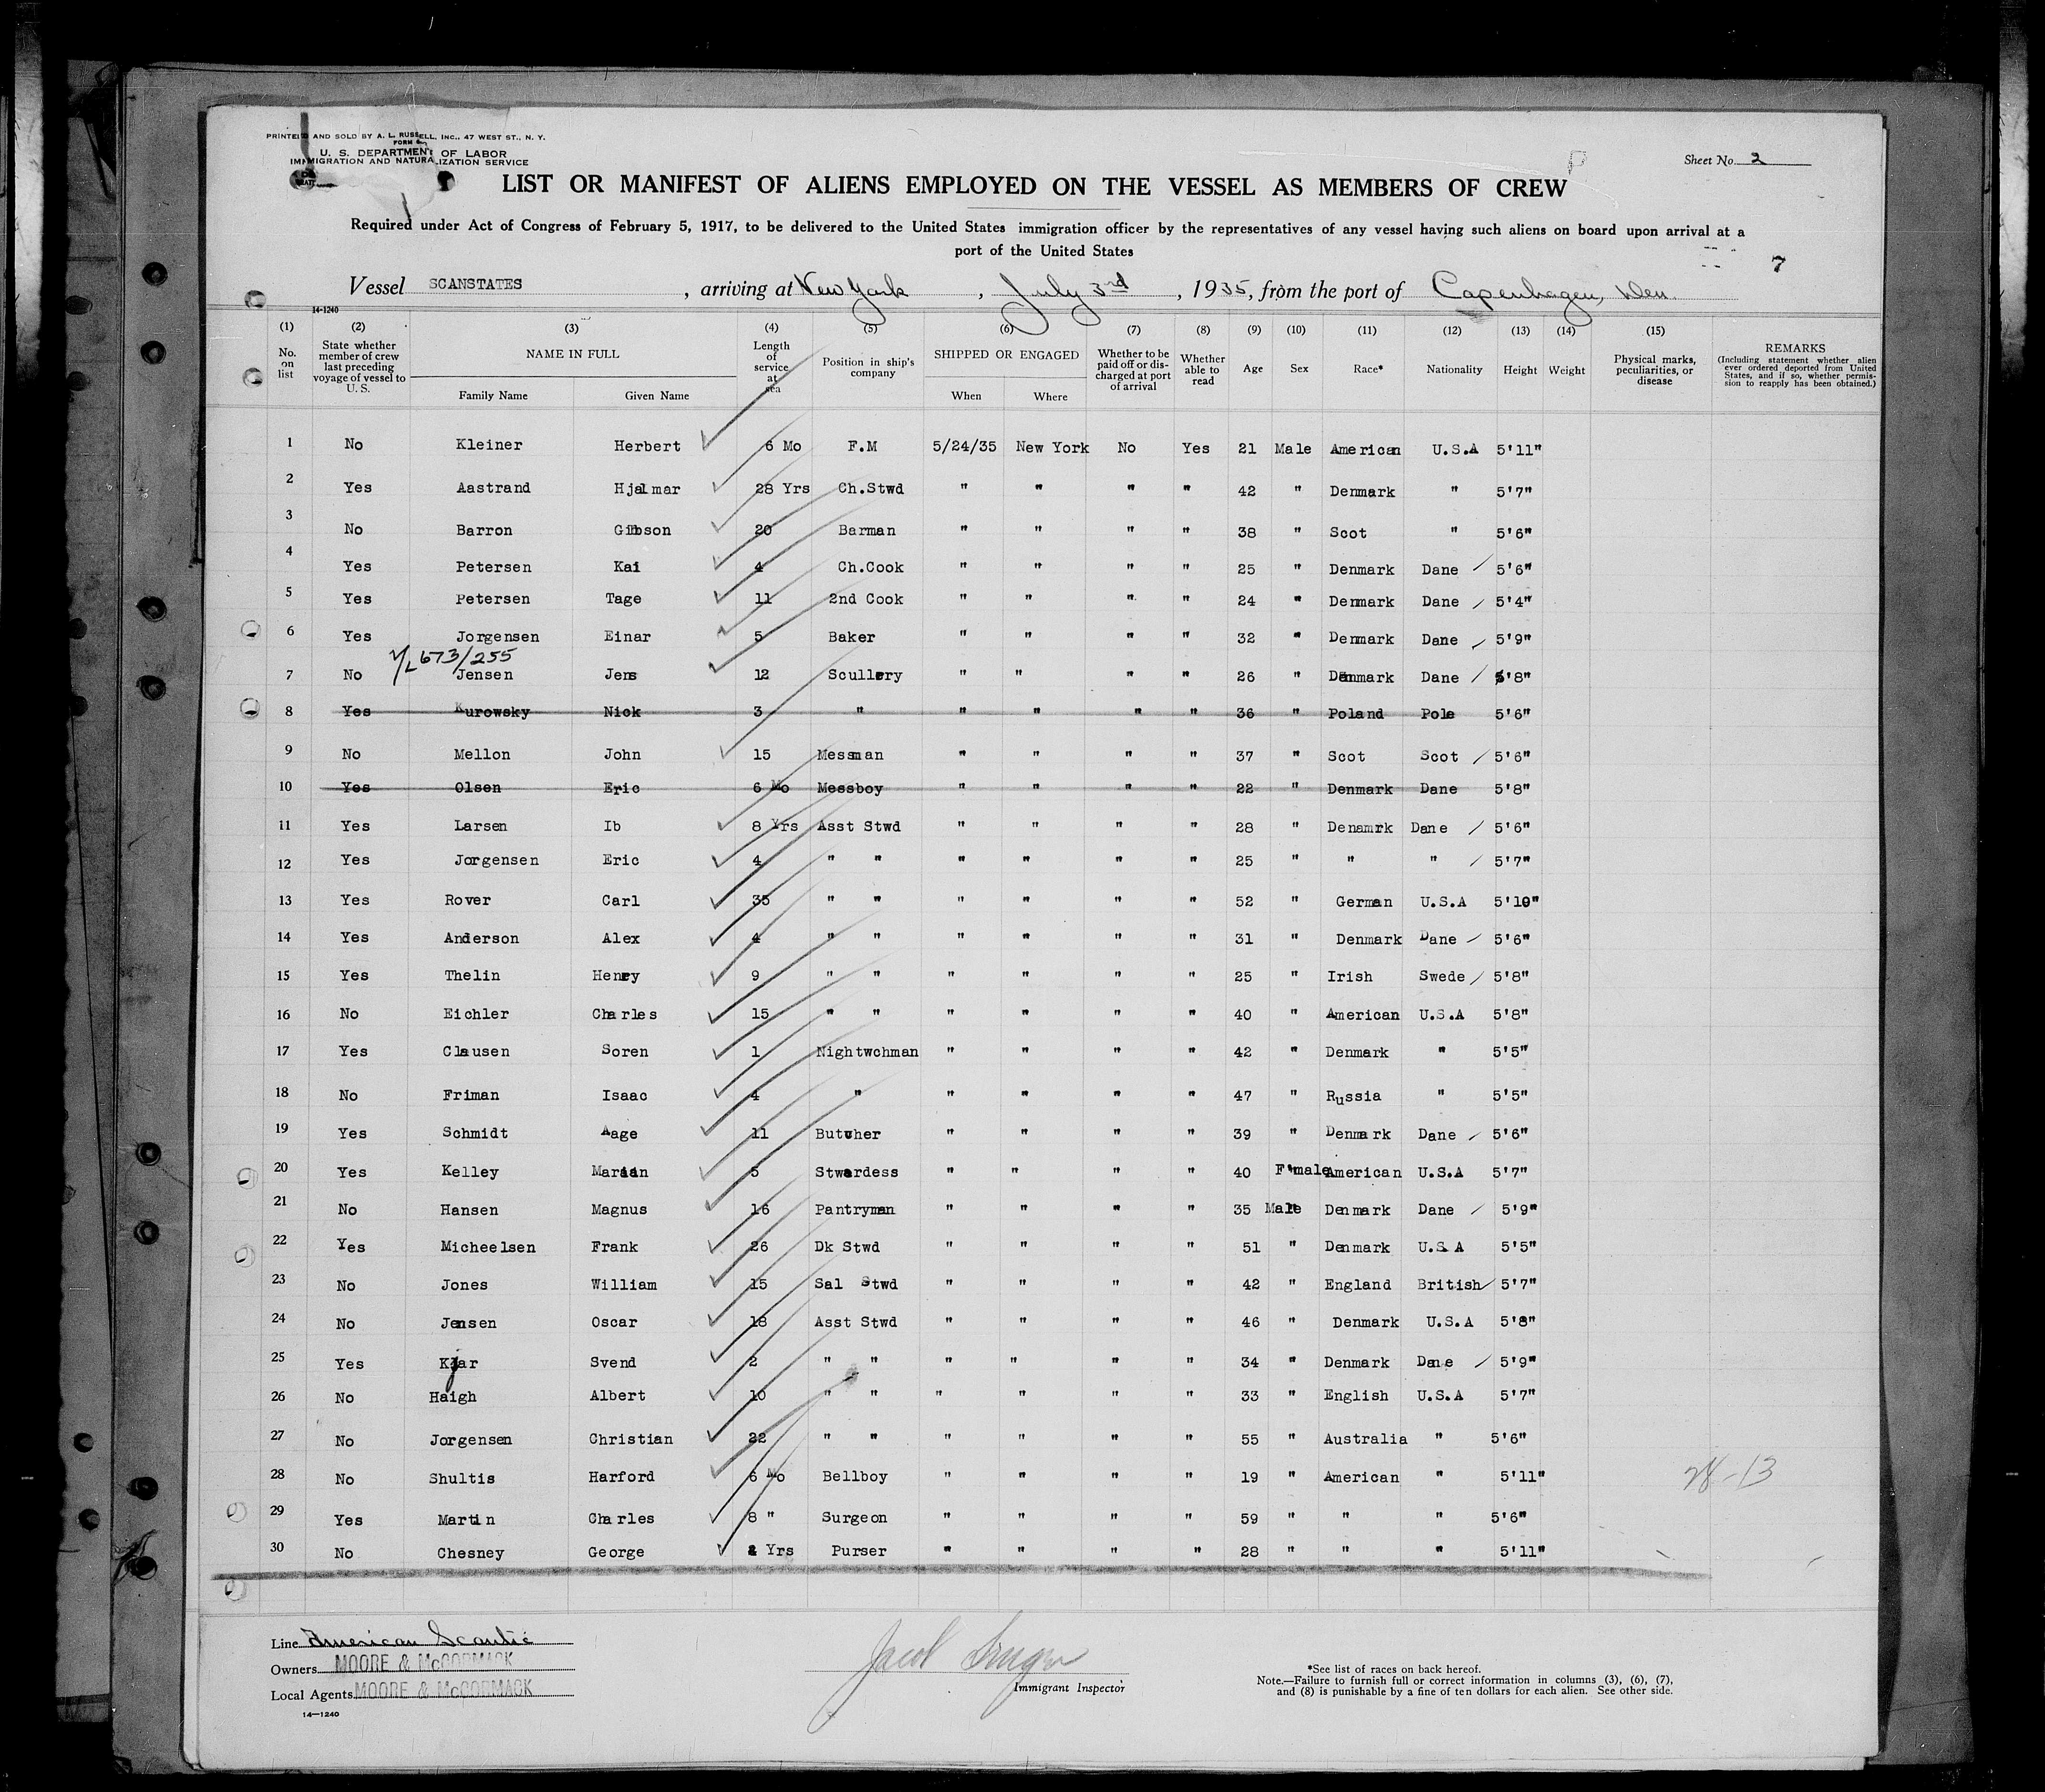 PRINTED AND SOLD BY A. L. RUSSELL, INC., 47 WEST ST., N. Y.
FORM
U. S. DEPARTMENT OF LABOR
IMMIGRATION AND NATURALIZATION SERVICE
Sheet No. 2
LIST OR MANIFEST OF ALIENS EMPLOYED ON THE VESSEL AS MEMBERS OF CREW
Required under Act of Congress of February 5, 1917, to be delivered to the United States immigration officer by the representatives of any vessel having such aliens on board upon arrival at a
port of the United States
7
Vessel SCANSTATES, arriving at New York, July 3rd, 1935, from the port of Copenhagen, Den.
14-1240
(1) (2) (3) (4) (5) (6) (7) (8) (9) (10) (11) (12) (13) (14) (15)
No. on list State whether member of crew last preceding voyage of vessel to U. S. NAME IN FULL Family Name Given Name Length of service at sea Position in ship's company SHIPPED OR ENGAGED When Where Whether to be paid off or discharged at port of arrival Whether able to read Age Sex Race* Nationality Height Weight Physical marks, peculiarities, or disease REMARKS (Including statement whether alien ever ordered deported from United States, and if so, whether permission to reapply has been obtained.)
1 No Kleiner Herbert 6 Mo F.M 5/24/35 New York No Yes 21 Male American U.S.A 5'11"
2 Yes Aastrand Hjalmar 28 Yrs Ch.Stwd " " " " 42 " Denmark " 5'7"
3 No Barron Gibson 20 Barman " " " " 38 " Scot " 5'6"
4 Yes Petersen Kai 4 Ch.Cook " " " " 25 " Denmark Dane 5'6"
5 Yes Petersen Tage 11 2nd Cook " " " " 24 " Denmark Dane 5'4"
6 Yes Jorgensen Einar 5 Baker " " " " 32 " Denmark Dane 5'9"
673/255
7 No Jensen Jens 12 Scullery " " " " 26 " Denmark Dane 5'8"
8 Yes Kurowsky Nick 3 " " " " " 36 " Poland Pole 5'6"
9 No Mellon John 15 Messman " " " " 37 " Scot Scot 5'6"
10 Yes Olsen Eric 6 Mo Messboy " " " " 22 " Denmark Dane 5'8"
11 Yes Larsen Ib 8 Yrs Asst Stwd " " " " 28 " Denamrk Dane 5'6"
12 Yes Jorgensen Eric 4 " " " " " " 25 " " " 5'7"
13 Yes Rover Carl 35 " " " " " " 52 " German U.S.A 5'10"
14 Yes Anderson Alex 4 " " " " " " 31 " Denmark Dane 5'6"
15 Yes Thelin Henry 9 " " " " " " 25 " Irish Swede 5'8"
16 No Eichler Charles 15 " " " " " " 40 " American U.S.A 5'8"
17 Yes Clausen Soren 1 Nightwchman " " " " 42 " Denmark " 5'5"
18 No Friman Isaac 4 " " " " " 47 " Russia " 5'5"
19 Yes Schmidt Aage 11 Butcher " " " " 39 " Denmark Dane 5'6"
20 Yes Kelley Marian 5 Stwardess " " " " 40 Female American U.S.A 5'7"
21 No Hansen Magnus 16 Pantryman " " " " 35 Male Denmark Dane 5'9"
22 Yes Micheelsen Frank 26 Dk Stwd " " " " 51 " Denmark U.S.A 5'5"
23 No Jones William 15 Sal Stwd " " " " 42 " England British 5'7"
24 No Jensen Oscar 18 Asst Stwd " " " " 46 " Denmark U.S.A 5'8"
25 Yes Kjar Svend 2 " " " " " " 34 " Denmark Dane 5'9"
26 No Haigh Albert 10 " " " " " " 33 " English U.S.A 5'7"
27 No Jorgensen Christian 22 " " " " " " 55 " Australia " 5'6"
28 No Shultis Harford 6 Mo Bellboy " " " " 19 " American " 5'11"
28-13
29 Yes Martin Charles 8 " Surgeon " " " " 59 " " " 5'6"
30 No Chesney George Yrs Purser " " " " 28 " " " 5'11"
Line American Scantic
Owners MOORE & McCORMACK
Local Agents MOORE & McCORMACK
14-1240
Jacob
Immigrant Inspector
*See list of races on back hereof.
Note.—Failure to furnish full or correct information in columns (3), (6), (7),
and (8) is punishable by a fine of ten dollars for each alien. See other side.